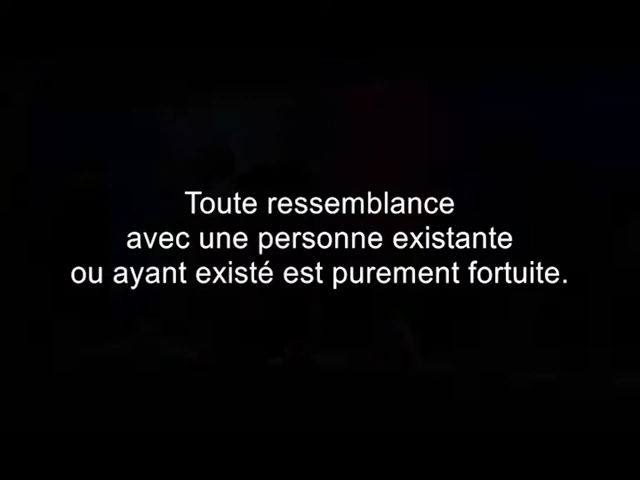 Toute ressemblance
avec une personne existante
ou ayant existé est purement fortuite.